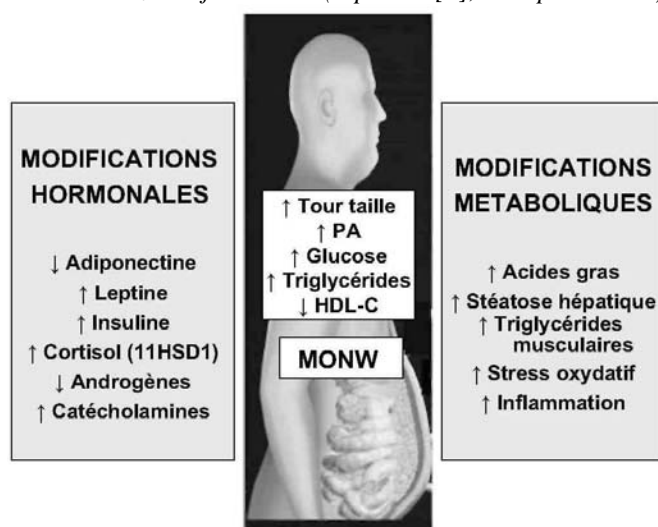 MODIFICATIONS
HORMONALES
↓ Adiponectine
↑ Leptine
↑ Insuline
↑ Cortisol (11HSD1)
↓ Androgènes
↑ Catécholamines
↑ Tour taille
↑ PA
↑ Glucose
↑ Triglycérides
↓ HDL-C
MONW
MODIFICATIONS
METABOLIQUES
↑ Acides gras
↑ Stéatose hépatique
↑ Triglycérides
musculaires
↑ Stress oxydatif
↑ Inflammation